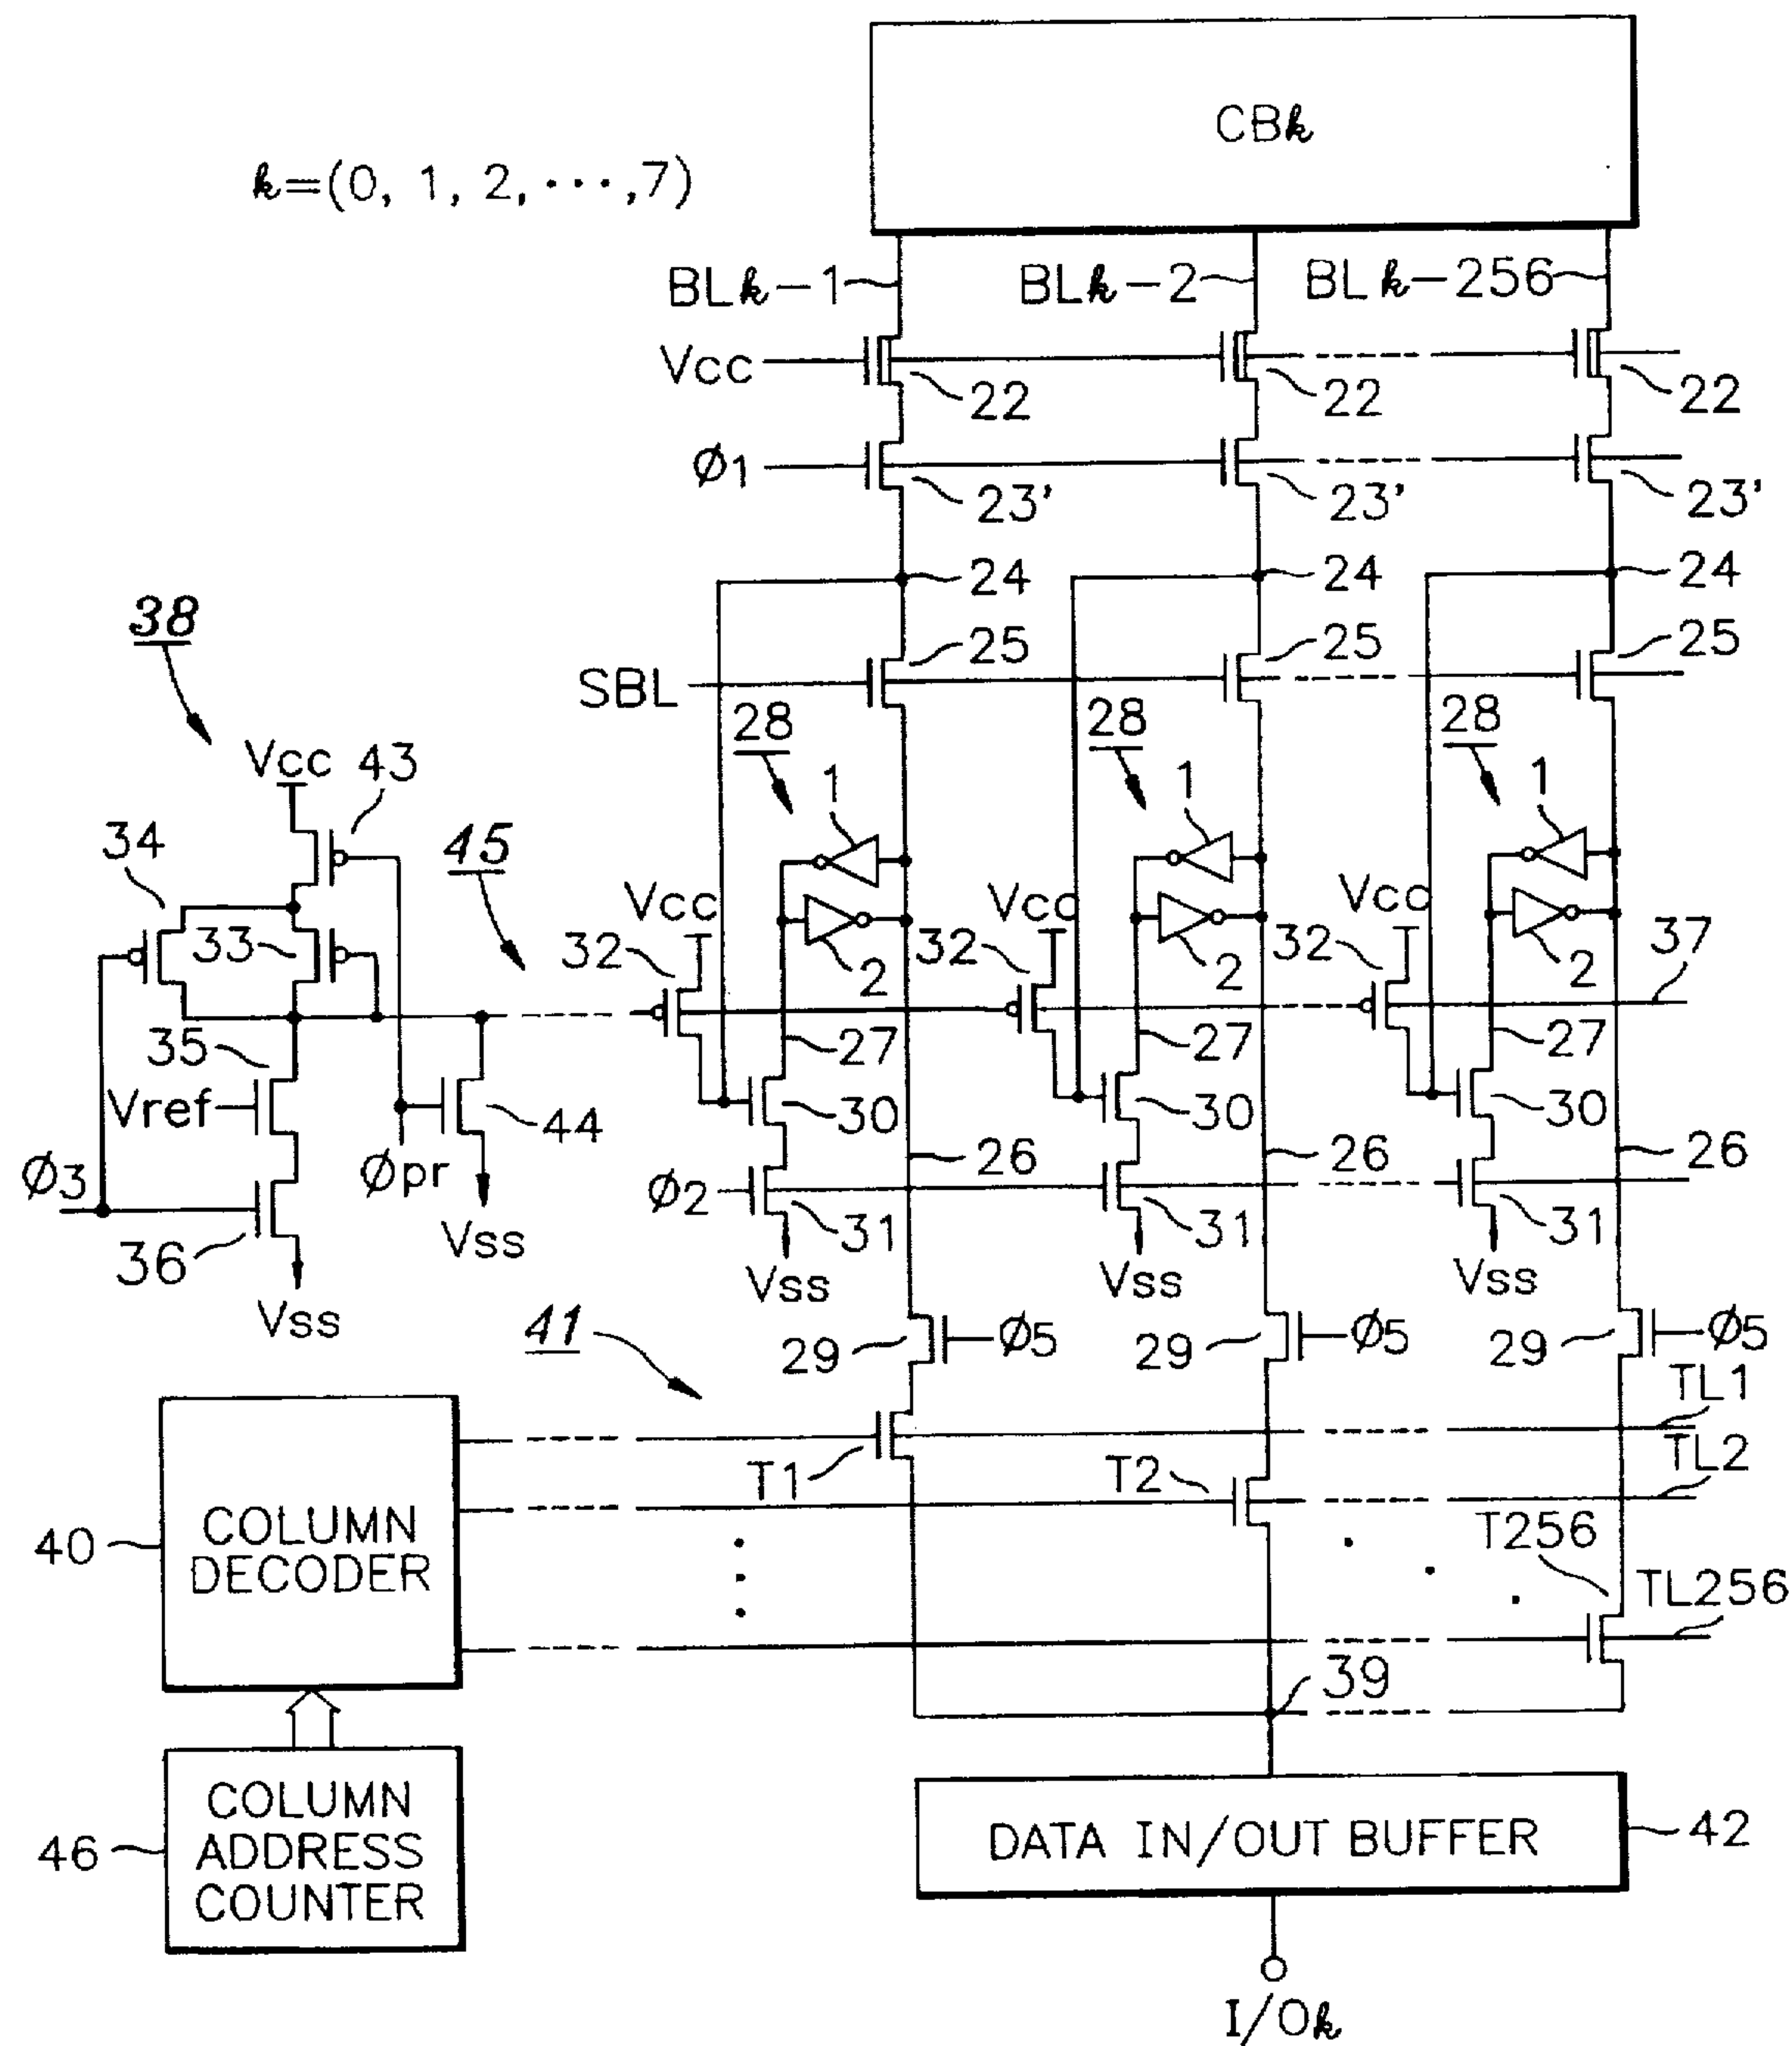 CBk
k=(0, 1, 2, ···, 7)
BLk-1 BLk-2 BLk-256
Vcc 22 22 22
Ø1 23' 23' 23'
24 24 24
38 25 25 25
SBL 28 28 28
Vcc 43 1 1 1
34 45 Vcc Vcc Vcc
33 32 2 32 2 32 2 37
35 27 27 27
Vref 44 30 30 30
Ø3 Øpr Ø2 26 26 26
36 Vss 31 31 31
Vss Vss Vss Vss
41 29 Ø5 29 Ø5 29 Ø5
TL1
T1 T2 TL2
40 COLUMN DECODER T256
TL256
39
46 COLUMN ADDRESS COUNTER
DATA IN/OUT BUFFER 42
I/Ok